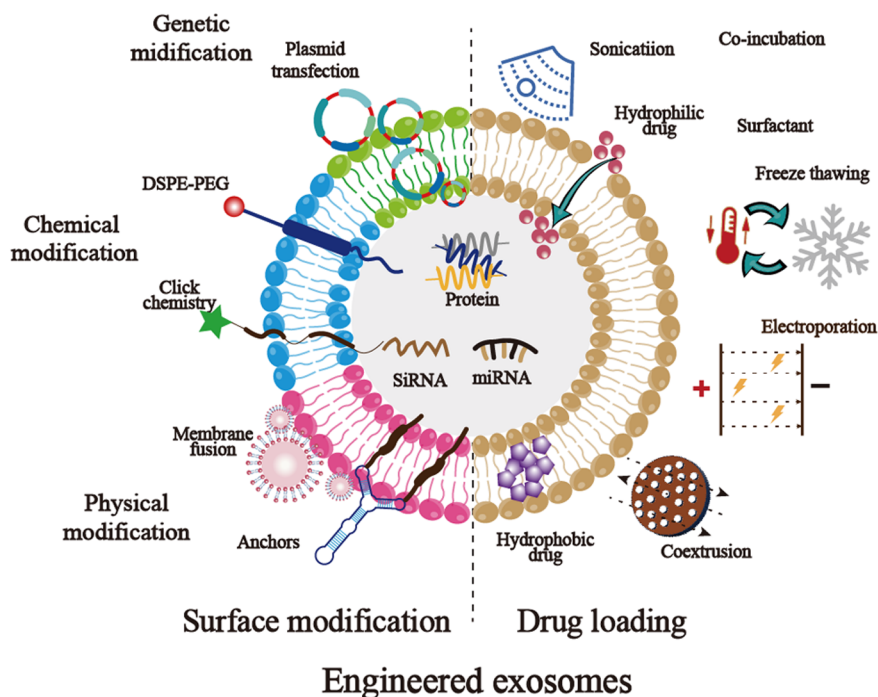 Genetic
midification
Plasmid
transfection
Sonicatiion
Co-incubation
Hydrophilic
drug
Surfactant
Freeze thawing
DSPE-PEG
Chemical
modification
Click
chemistry
Protein
SiRNA
miRNA
Electroporation
+
−
Membrane
fusion
Physical
modification
Anchors
Hydrophobic
drug
Coextrusion
Surface modification
Drug loading
Engineered exosomes